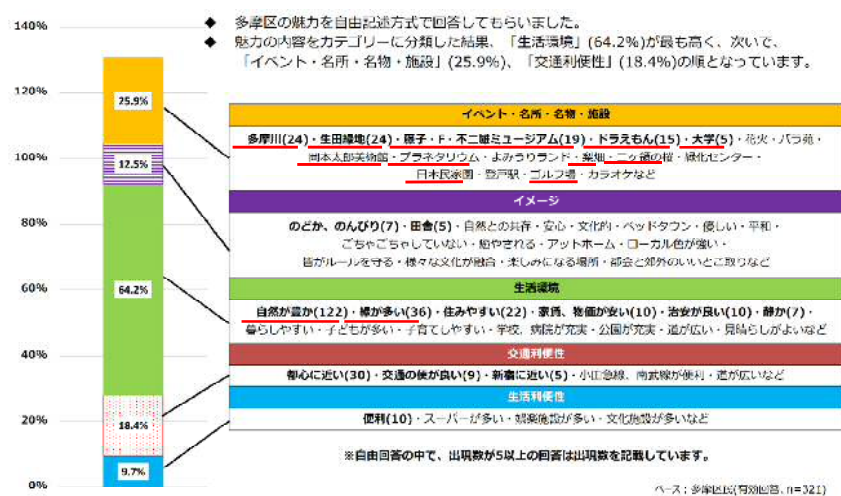 ◆ 多摩区の魅力を自由記述方式で回答してもらいました。
◆ 魅力の内容をカテゴリーに分類した結果、「生活環境」(64.2%)が最も高く、次いで、
「イベント・名所・名物・施設」(25.9%)、「交通利便性」(18.4%)の順となっています。
140%
120%
100%
80%
60%
40%
20%
0%
25.9%
12.5%
64.2%
18.4%
9.7%
イベント・名所・名物・施設
多摩川(24)・生田緑地(24)・藤子・F・不二雄ミュージアム(19)・ドラえもん(15)・大学(5)・花火・バラ苑・
岡本太郎美術館・プラネタリウム・よみうりランド・梨畑・二ヶ領の桜・緑化センター・
日本民家園・登戸駅・ゴルフ場・カラオケなど
イメージ
のどか、のんびり(7)・田舎(5)・自然との共存・安心・文化的・ベッドタウン・優しい・平和・
ごちゃごちゃしていない・癒やされる・アットホーム・ローカル色が強い・
皆がルールを守る・様々な文化が融合・楽しみになる場所・都会と郊外のいいとこ取りなど
生活環境
自然が豊か(122)・緑が多い(36)・住みやすい(22)・家賃、物価が安い(10)・治安が良い(10)・静か(7)・
暮らしやすい・子どもが多い・子育てしやすい・学校、病院が充実・公園が充実・道が広い・見晴らしがよいなど
交通利便性
都心に近い(30)・交通の便が良い(9)・新宿に近い(5)・小田急線、南武線が便利・道が広いなど
生活利便性
便利(10)・スーパーが多い・娯楽施設が多い・文化施設が多いなど
※自由回答の中で、出現数が5以上の回答は出現数を記載しています。
ベース：多摩区民(有効回答、n=321)